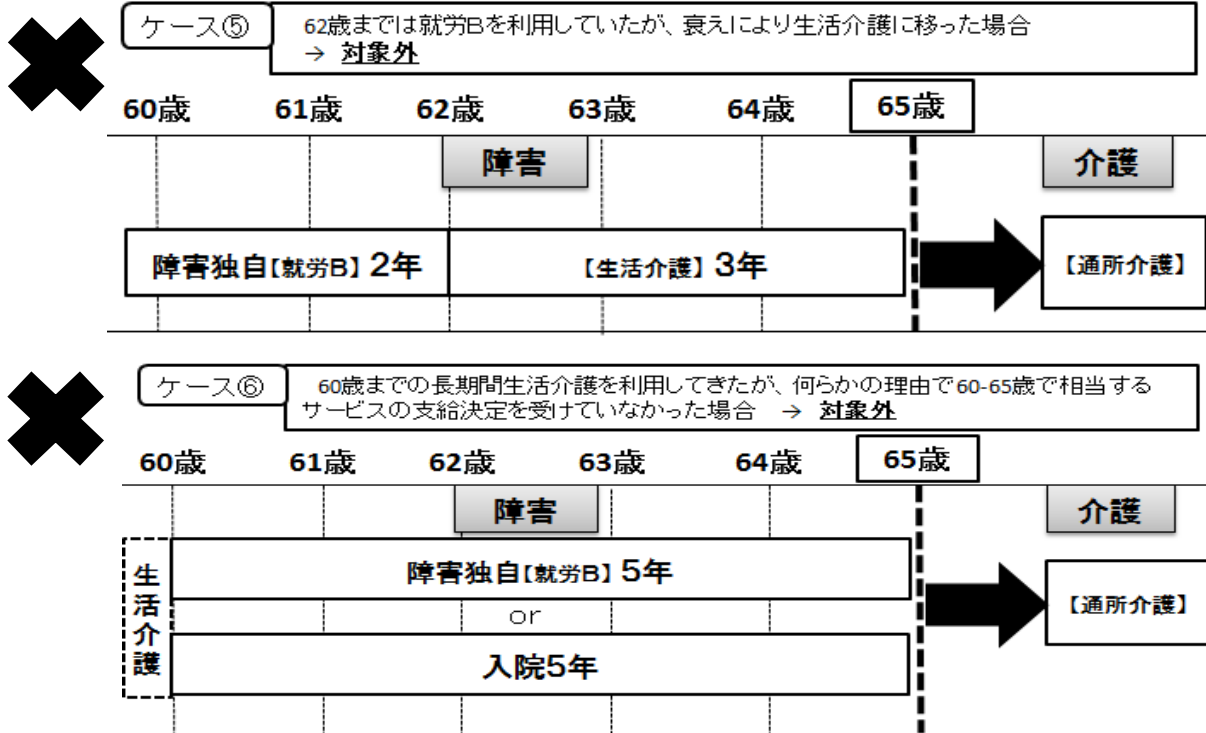 ケース⑤
62歳までは就労Bを利用していたが、衰えにより生活介護に移った場合
→ 対象外
60歳 61歳 62歳 63歳 64歳 65歳
障害 介護
障害独自【就労B】2年 【生活介護】3年 【通所介護】
ケース⑥
60歳までの長期間生活介護を利用してきたが、何らかの理由で60-65歳で相当する
サービスの支給決定を受けていなかった場合 → 対象外
60歳 61歳 62歳 63歳 64歳 65歳
障害 介護
生活介護
障害独自【就労B】5年
or
入院5年
【通所介護】